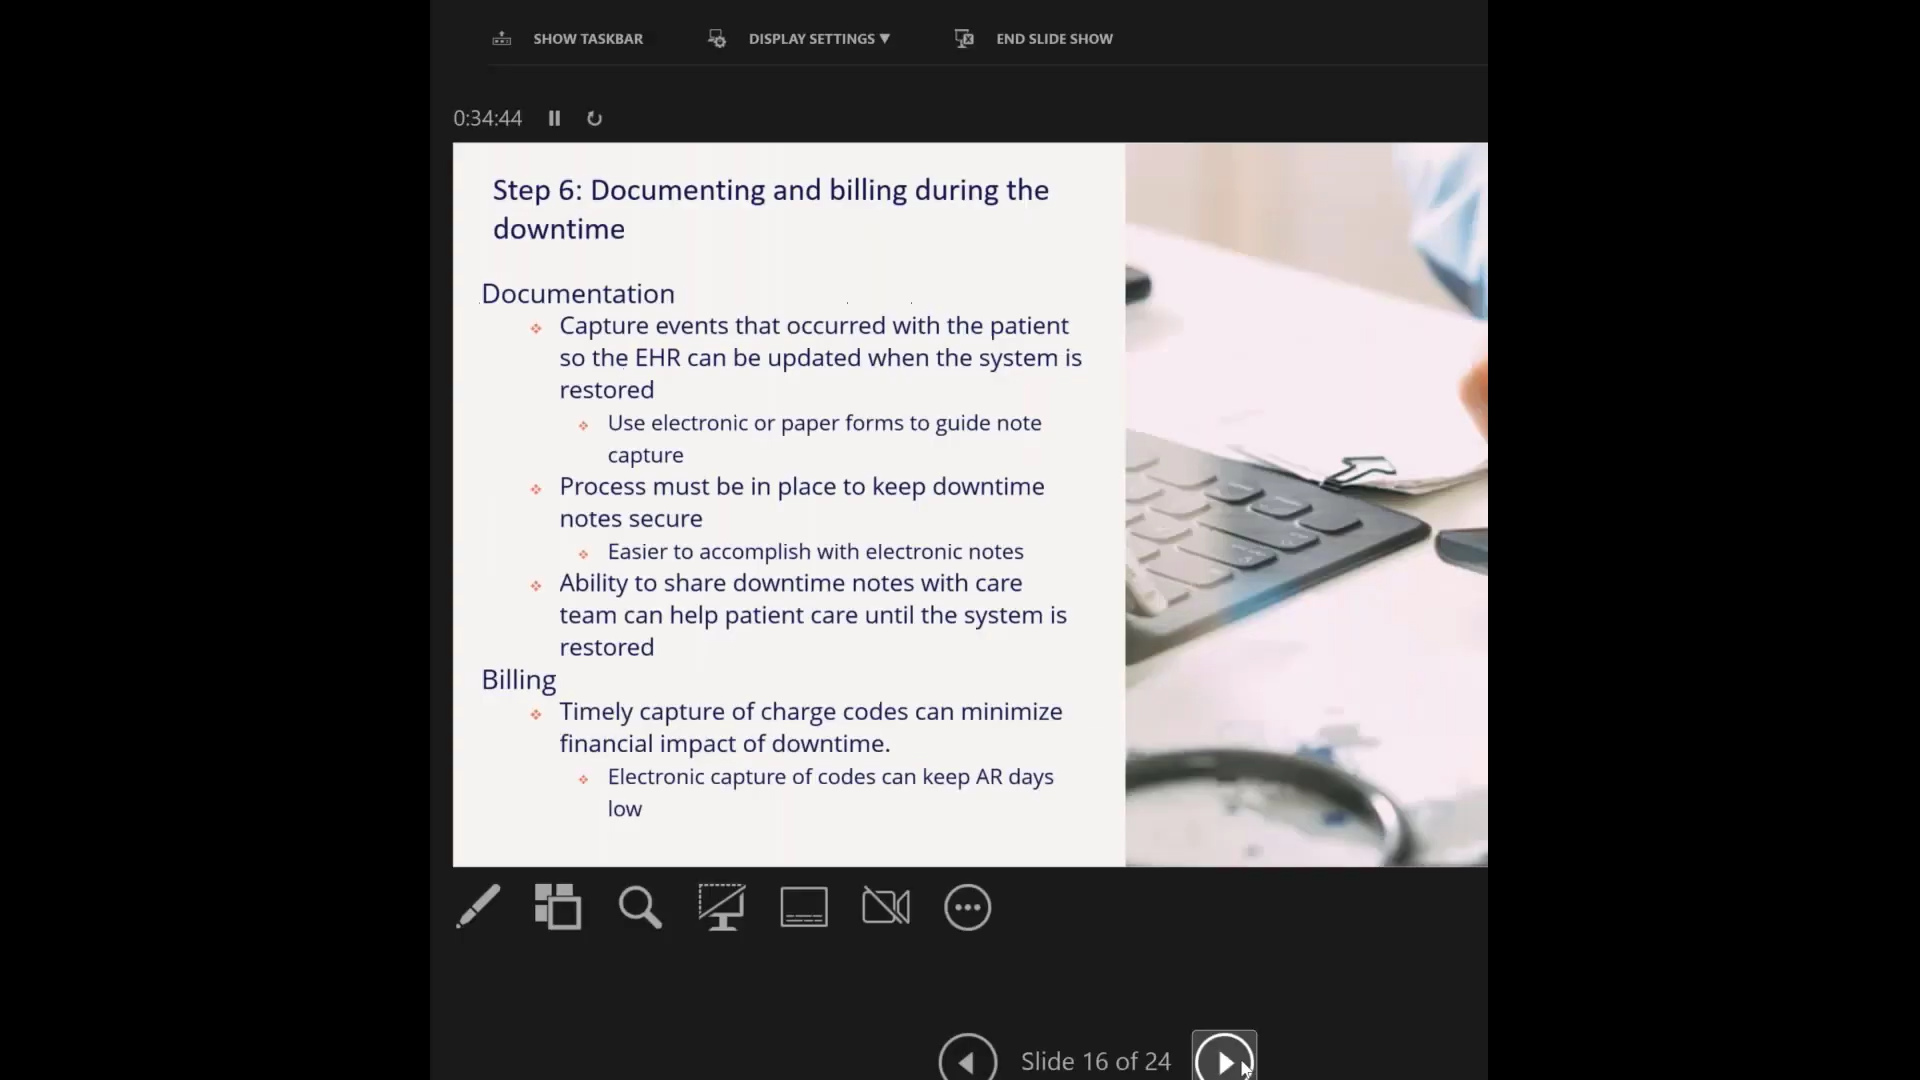 SHOW TASKBAR DISPLAY SETTINGS ▼ END SLIDE SHOW
0:34:44
Step 6: Documenting and billing during the
downtime
Documentation
Capture events that occurred with the patient
so the EHR can be updated when the system is
restored
Use electronic or paper forms to guide note
capture
Process must be in place to keep downtime
notes secure
Easier to accomplish with electronic notes
Ability to share downtime notes with care
team can help patient care until the system is
restored
Billing
Timely capture of charge codes can minimize
financial impact of downtime.
Electronic capture of codes can keep AR days
low
Slide 16 of 24